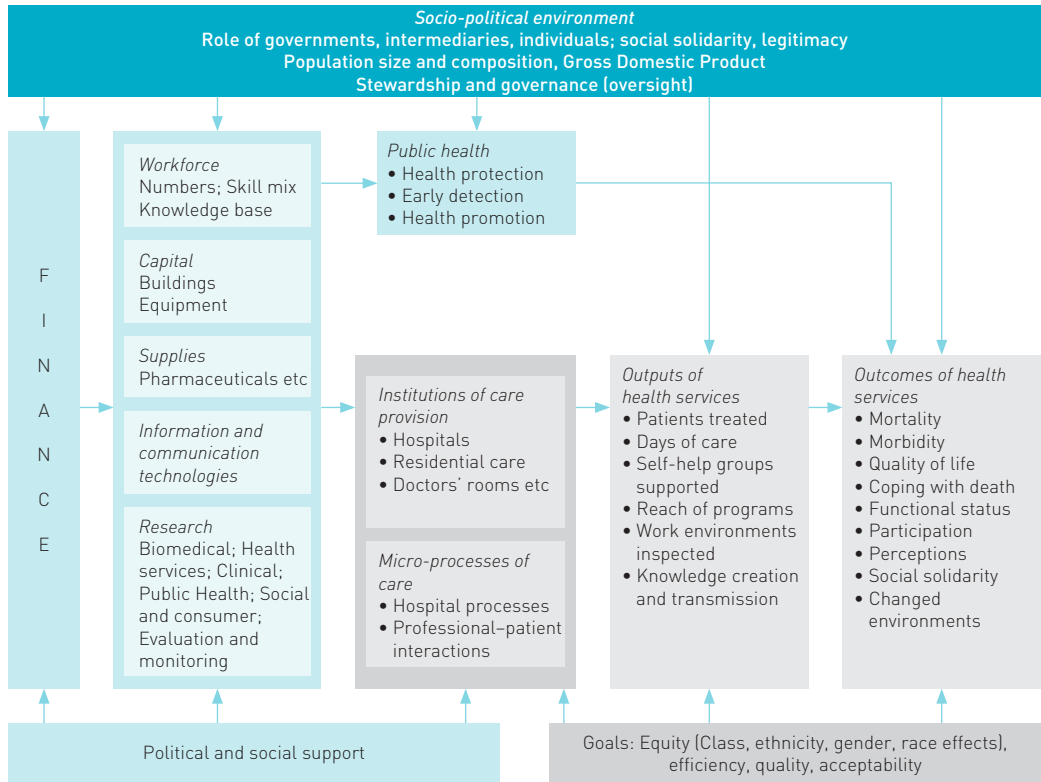 Socio-political environment
Role of governments, intermediaries, individuals; social solidarity, legitimacy
Population size and composition, Gross Domestic Product
Stewardship and governance (oversight)
F
I
N
A
N
C
E
Workforce
Numbers; Skill mix
Knowledge base
Capital
Buildings
Equipment
Supplies
Pharmaceuticals etc
Information and
communication
technologies
Research
Biomedical; Health
services; Clinical;
Public Health; Social
and consumer;
Evaluation and
monitoring
Public health
• Health protection
• Early detection
• Health promotion
Institutions of care
provision
• Hospitals
• Residential care
• Doctors’ rooms etc
Micro-processes of
care
• Hospital processes
• Professional–patient
interactions
Outputs of
health services
• Patients treated
• Days of care
• Self-help groups
supported
• Reach of programs
• Work environments
inspected
• Knowledge creation
and transmission
Outcomes of health
services
• Mortality
• Morbidity
• Quality of life
• Coping with death
• Functional status
• Participation
• Perceptions
• Social solidarity
• Changed
environments
Political and social support
Goals: Equity (Class, ethnicity, gender, race effects),
efficiency, quality, acceptability